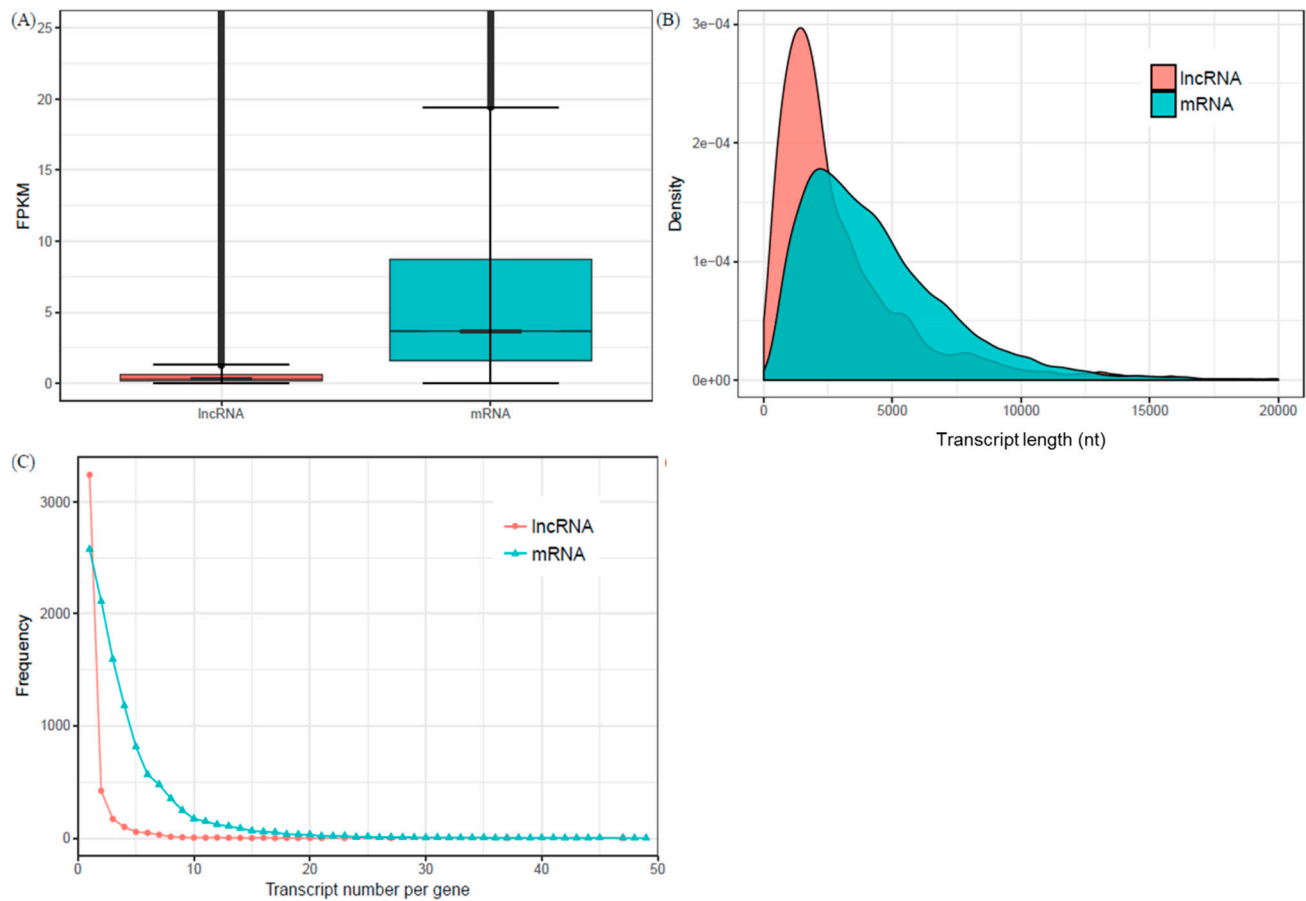 (A)
25
20
15
10
5
0
FPKM
lncRNA
mRNA
(B)
3e−04
2e−04
1e−04
0e+00
Density
lncRNA
mRNA
0
5000
10000
15000
20000
Transcript length (nt)
(C)
3000
2000
1000
0
Frequency
lncRNA
mRNA
0
10
20
30
40
50
Transcript number per gene